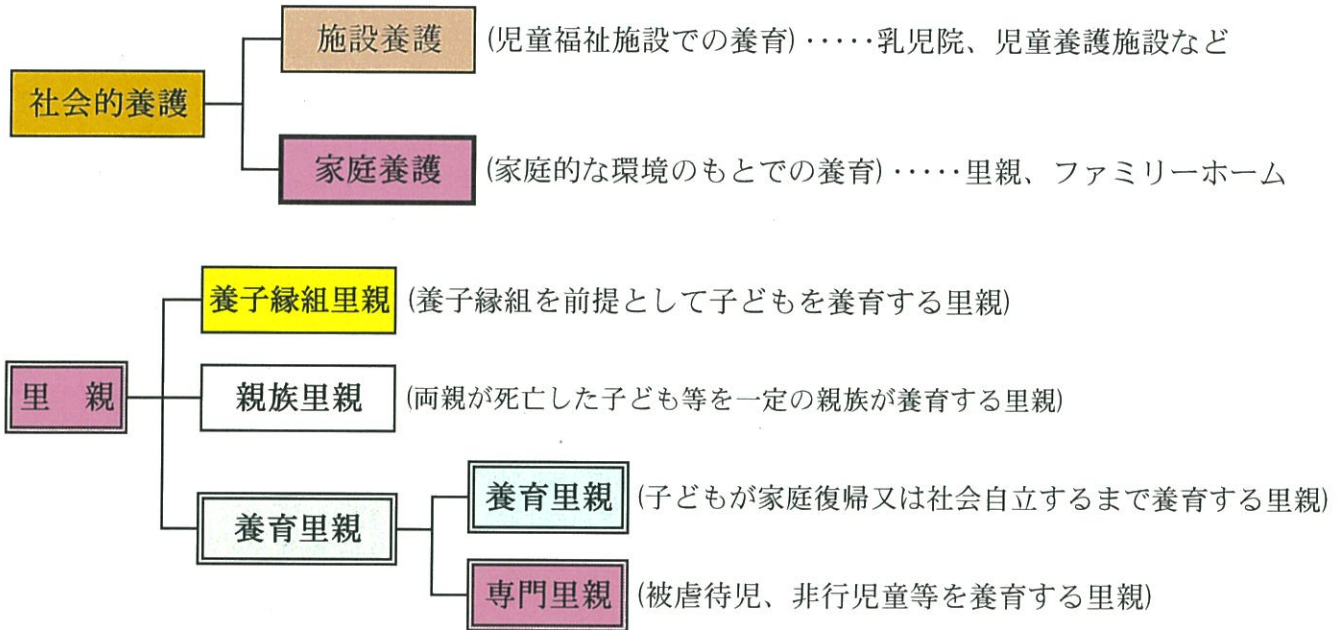 施設養護 (児童福祉施設での養育)‥‥‥乳児院、児童養護施設など
社会的養護
家庭養護 (家庭的な環境のもとでの養育)‥‥‥里親、ファミリーホーム
養子縁組里親 (養子縁組を前提として子どもを養育する里親)
里 親 親族里親 (両親が死亡した子ども等を一定の親族が養育する里親)
養育里親 (子どもが家庭復帰又は社会自立するまで養育する里親)
養育里親
専門里親 (被虐待児、非行児童等を養育する里親)